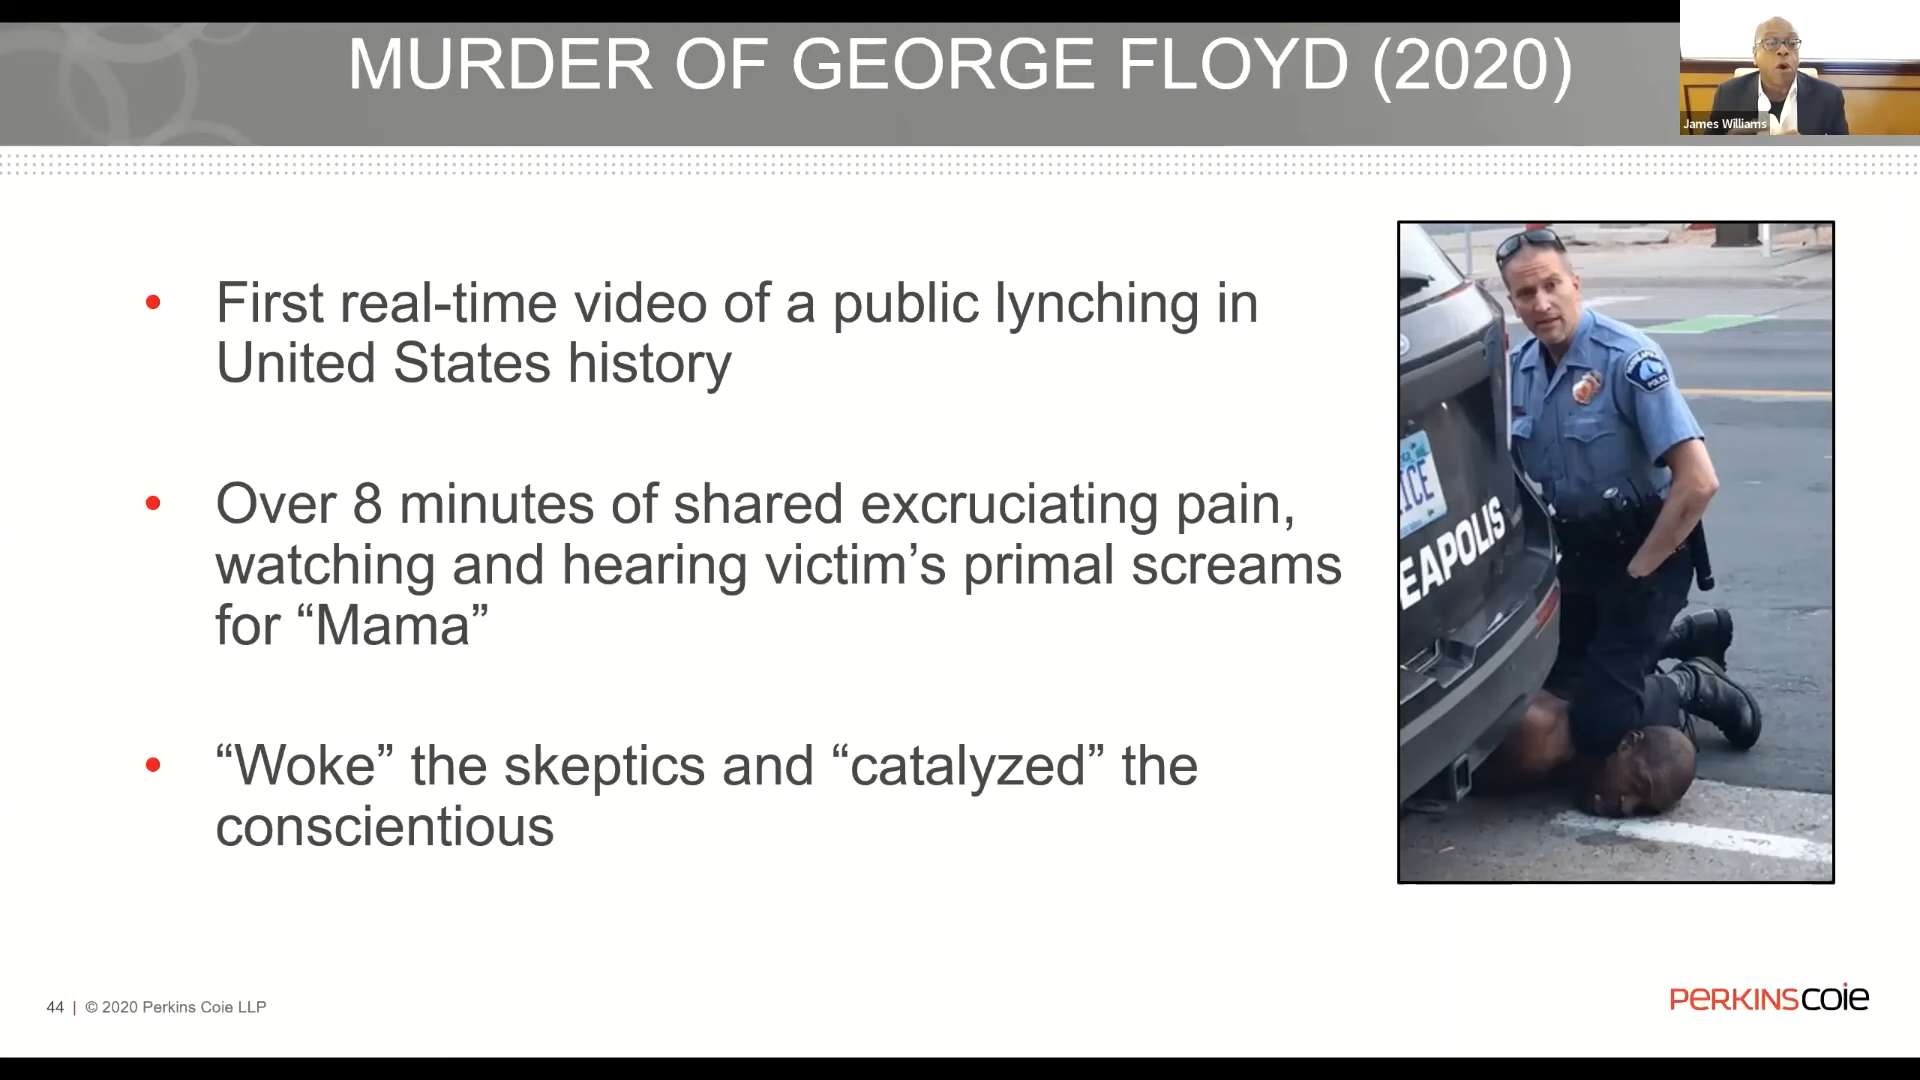 MURDER OF GEORGE FLOYD (2020)
James Williams
• First real-time video of a public lynching in
United States history
• Over 8 minutes of shared excruciating pain,
watching and hearing victim’s primal screams
for “Mama”
• “Woke” the skeptics and “catalyzed” the
conscientious
ICE
EAPOLIS
POLICE
44 | © 2020 Perkins Coie LLP
PERKINSCOIE